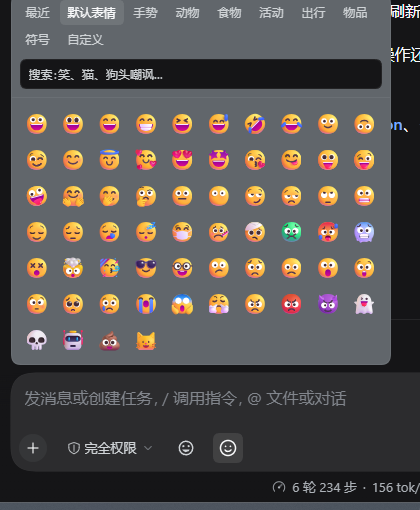 最近 默认表情 手势 动物 食物 活动 出行 物品
刷新
符号 自定义
操作还
搜索:笑、猫、狗头嘲讽...
on、
发消息或创建任务, / 调用指令, @ 文件或对话
完全权限
6 轮 234 步 · 156 tok/